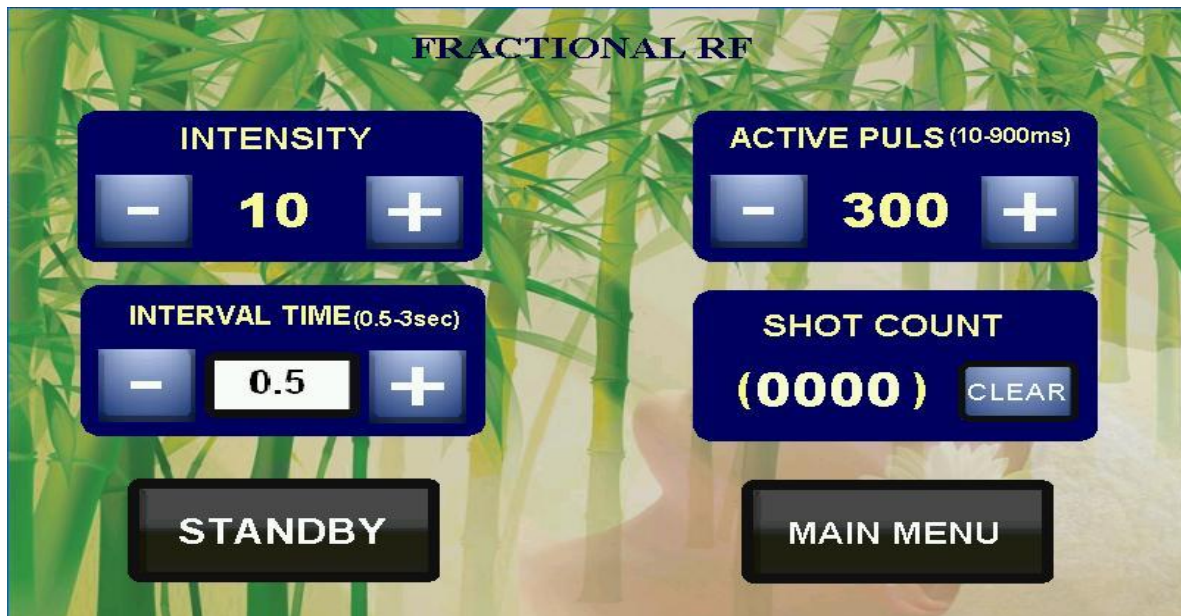 FRACTIONAL RF
INTENSITY
- 10 +
ACTIVE PULS (10-900ms)
- 300 +
INTERVAL TIME (0.5-3sec)
- 0.5 +
SHOT COUNT
(0000) CLEAR
STANDBY
MAIN MENU